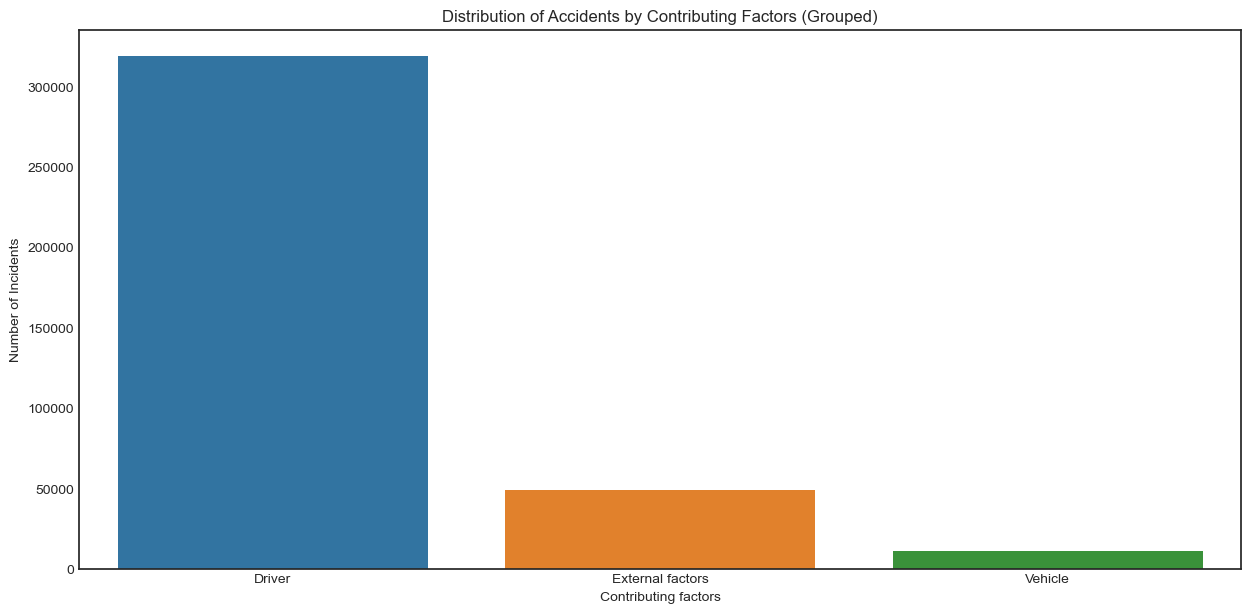 Distribution of Accidents by Contributing Factors (Grouped)
Number of Incidents
300000
250000
200000
150000
100000
50000
0
Driver
External factors
Vehicle
Contributing factors